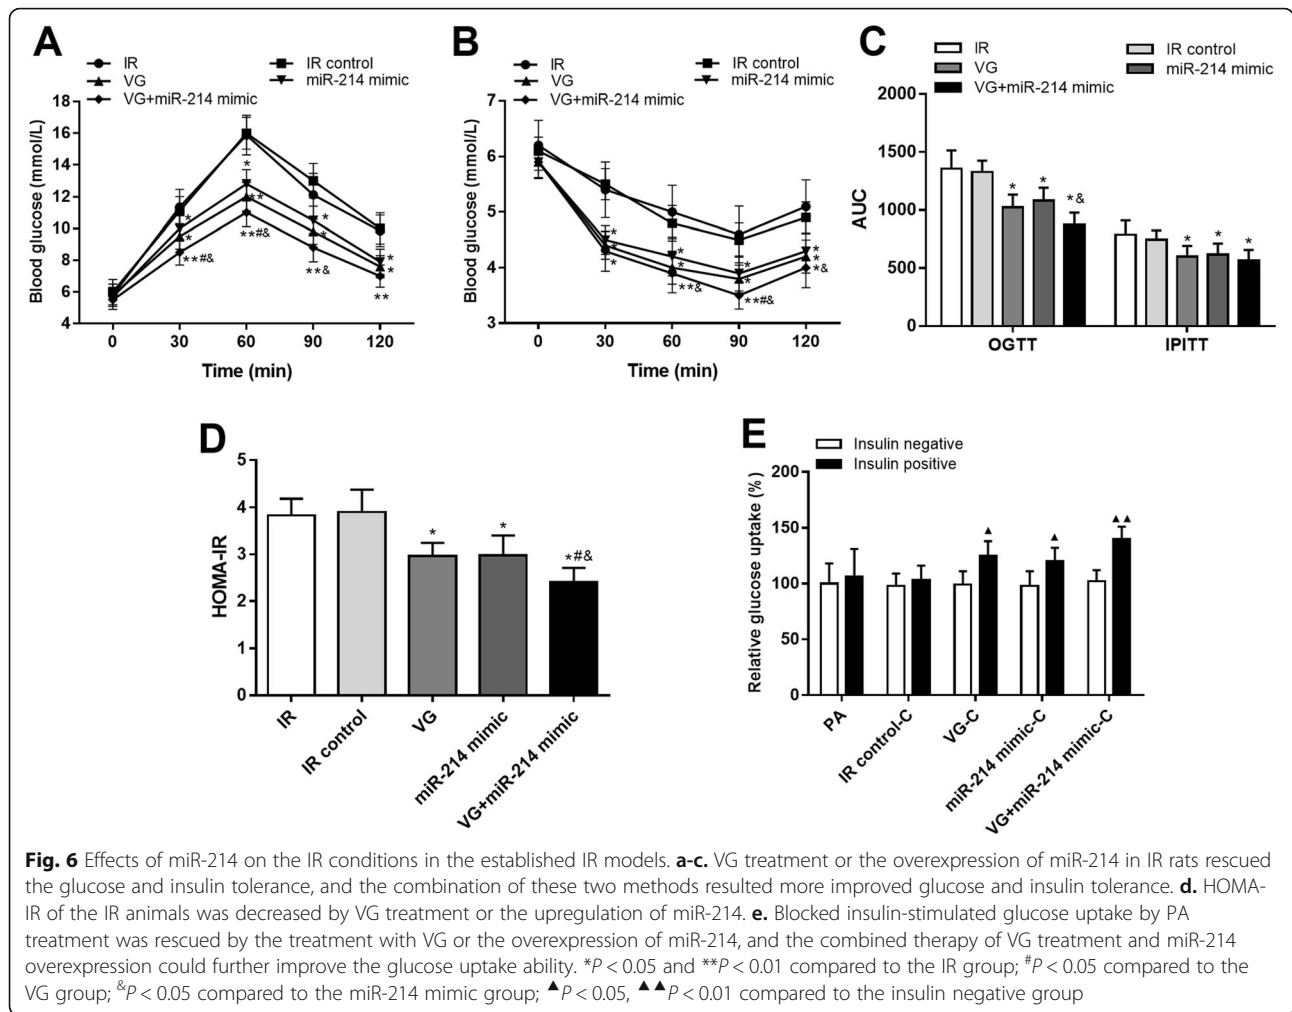 A
IR
IR control
VG
miR-214 mimic
VG+miR-214 mimic
Blood glucose (mmol/L)
18
16
14
12
10
8
6
4
*
**
**#&
*
*
**#&
*
*
**&
*
*
**
0 30 60 90 120
Time (min)
B
IR
IR control
VG
miR-214 mimic
VG+miR-214 mimic
Blood glucose (mmol/L)
7
6
5
4
3
*
*
*
*
*
**&
*
*
**#&
*
*
*&
0 30 60 90 120
Time (min)
C
IR
IR control
VG
miR-214 mimic
VG+miR-214 mimic
AUC
2000
1500
1000
500
0
* * *&
* * *
OGTT IPITT
D
HOMA-IR
5
4
3
2
1
0
* * *#&
IR
IR control
VG
miR-214 mimic
VG+miR-214 mimic
E
Insulin negative
Insulin positive
Relative glucose uptake (%)
200
150
100
50
0
▲ ▲ ▲▲
PA
IR control-C
VG-C
miR-214 mimic-C
VG+miR-214 mimic-C
Fig. 6 Effects of miR-214 on the IR conditions in the established IR models. a-c. VG treatment or the overexpression of miR-214 in IR rats rescued
the glucose and insulin tolerance, and the combination of these two methods resulted more improved glucose and insulin tolerance. d. HOMA-
IR of the IR animals was decreased by VG treatment or the upregulation of miR-214. e. Blocked insulin-stimulated glucose uptake by PA
treatment was rescued by the treatment with VG or the overexpression of miR-214, and the combined therapy of VG treatment and miR-214
overexpression could further improve the glucose uptake ability. *P < 0.05 and **P < 0.01 compared to the IR group; #P < 0.05 compared to the
VG group; &P < 0.05 compared to the miR-214 mimic group; ▲P < 0.05, ▲▲P < 0.01 compared to the insulin negative group